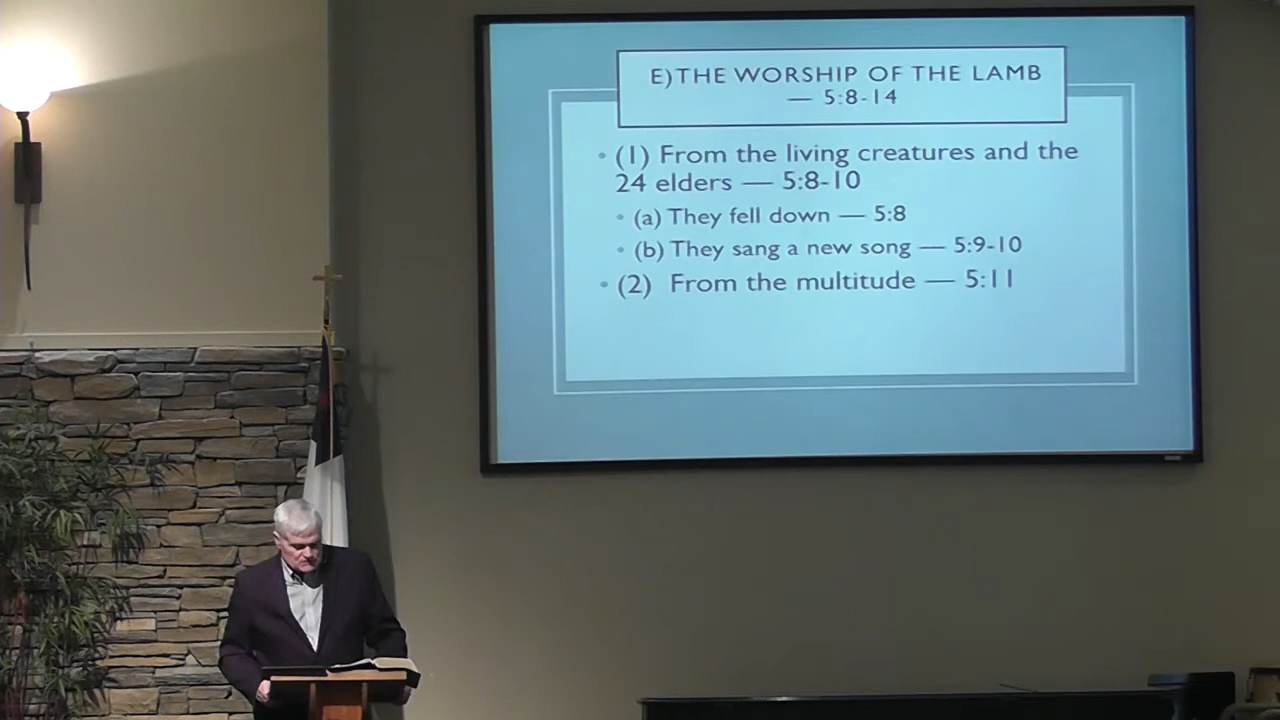 E) THE WORSHIP OF THE LAMB
— 5:8-14
• (1) From the living creatures and the
24 elders — 5:8-10
• (a) They fell down — 5:8
• (b) They sang a new song — 5:9-10
• (2) From the multitude — 5:11